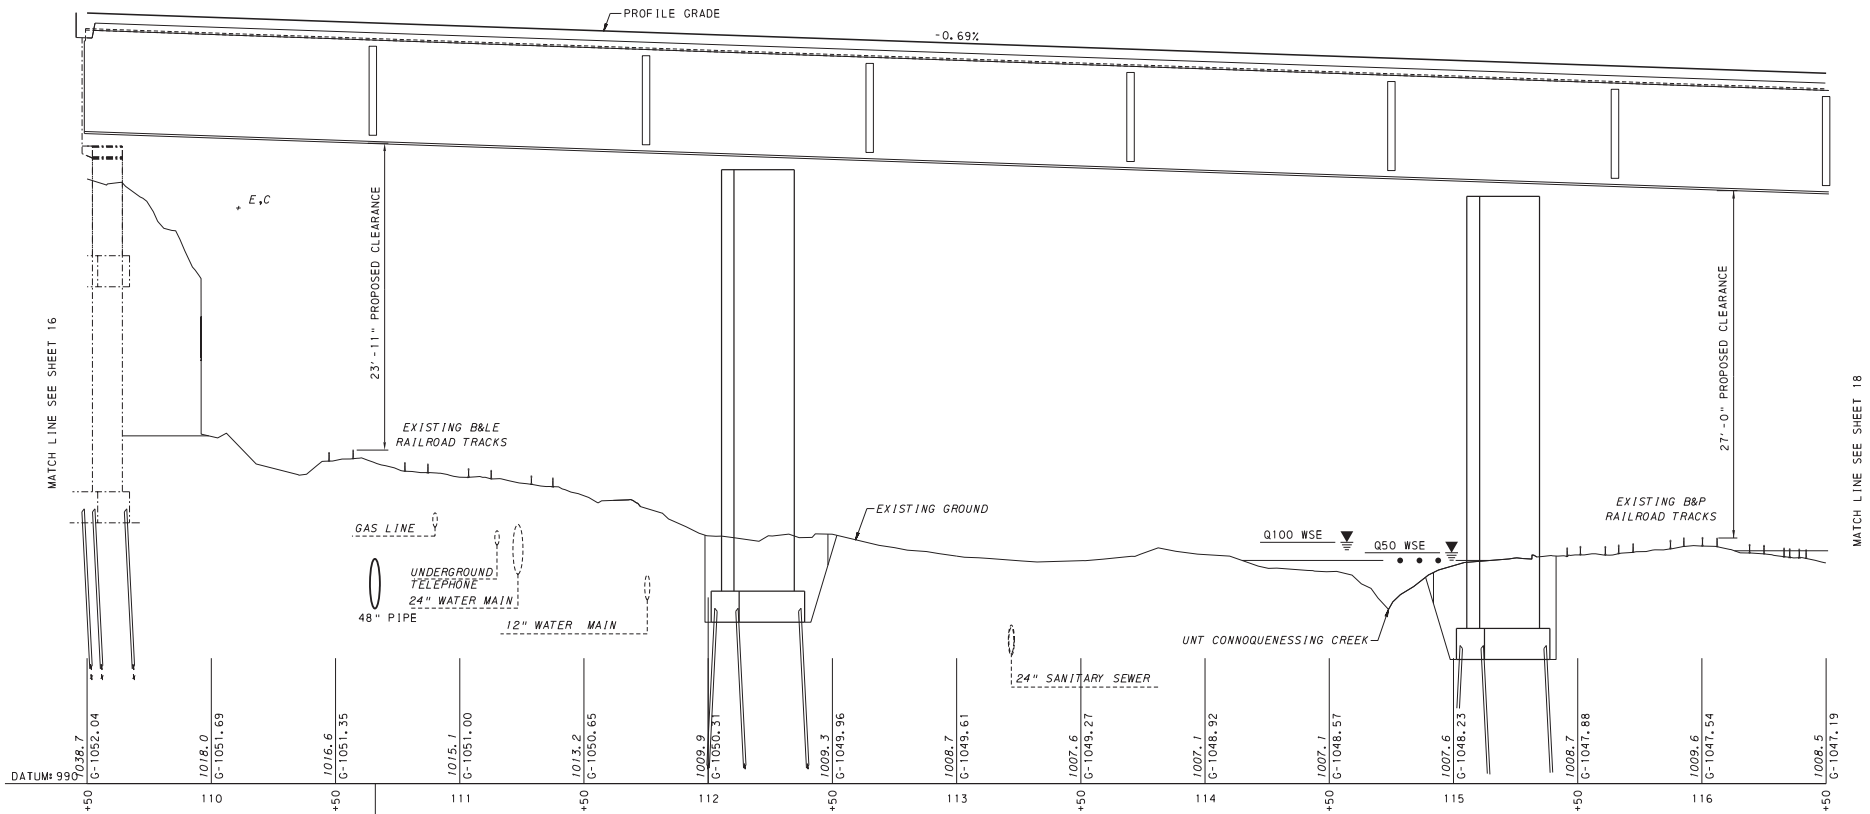 PROFILE GRADE
-0.69%
E,C
23'-11" PROPOSED CLEARANCE
27'-0" PROPOSED CLEARANCE
MATCH LINE SEE SHEET 16
MATCH LINE SEE SHEET 18
EXISTING B&LE
RAILROAD TRACKS
EXISTING B&P
RAILROAD TRACKS
EXISTING GROUND
GAS LINE
Q100 WSE
Q50 WSE
UNDERGROUND
TELEPHONE
24" WATER MAIN
48" PIPE
12" WATER MAIN
UNT CONNOQUENESSING CREEK
24" SANITARY SEWER
DATUM=990
1038.7
G-1052.04
1018.0
G-1051.69
1016.6
G-1051.35
1015.1
G-1051.00
1013.2
G-1050.65
1009.9
G-1050.31
1009.3
G-1049.96
1008.7
G-1049.61
1007.6
G-1049.27
1007.1
G-1048.92
1007.1
G-1048.57
1007.6
G-1048.23
1008.7
G-1047.88
1009.6
G-1047.54
1008.5
G-1047.19
+50 110 +50 111 +50 112 +50 113 +50 114 +50 115 +50 116 +50